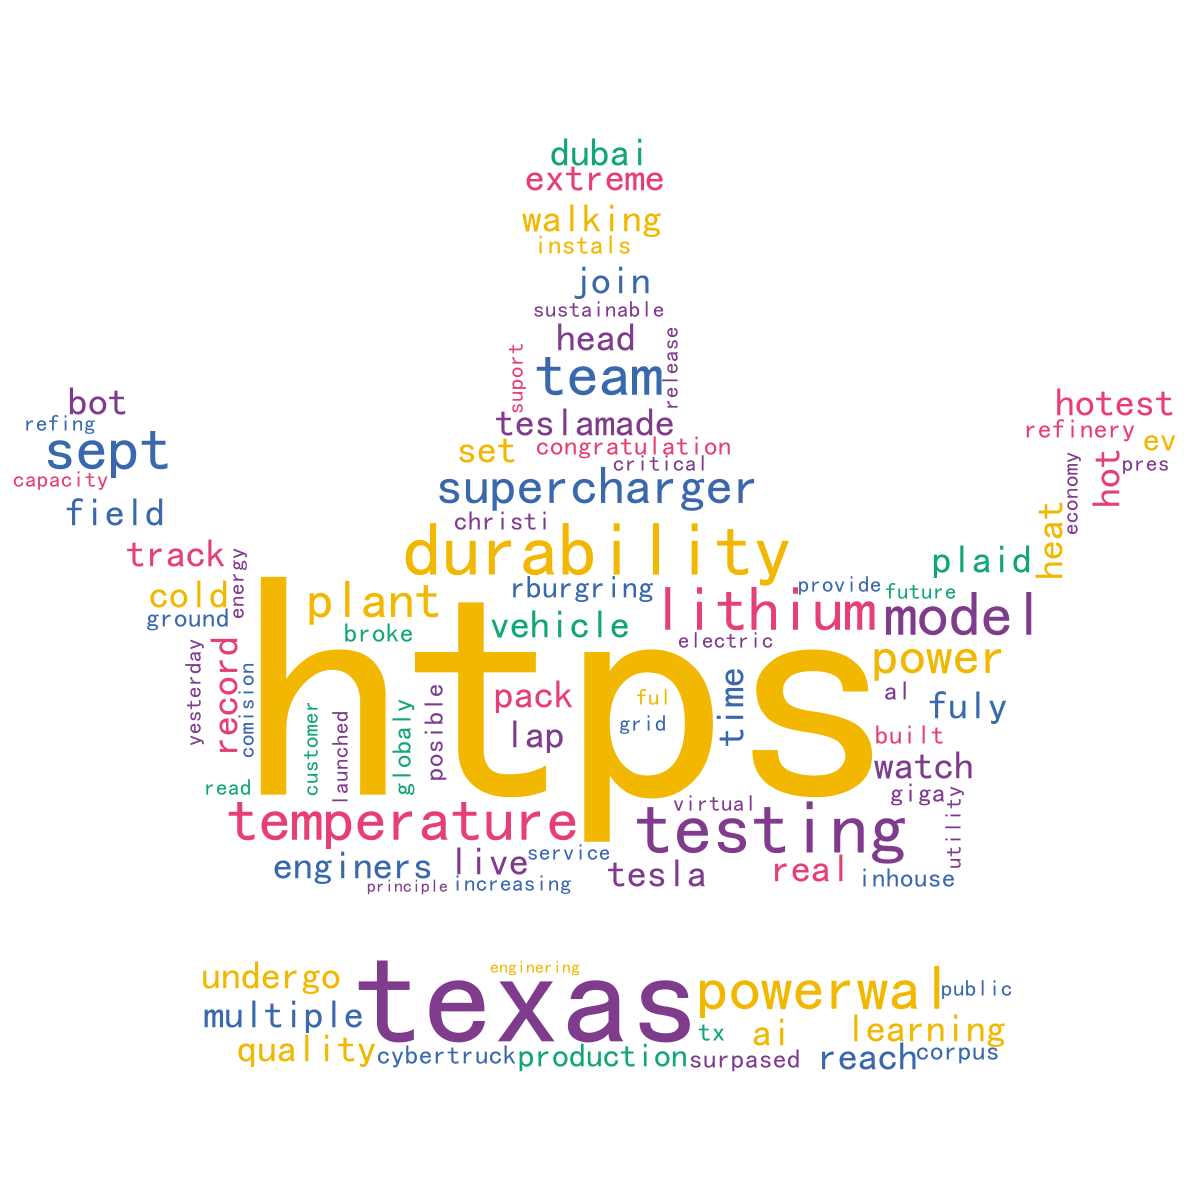 dubai
extreme
walking
instals
join
sustainable
head
suport
release
team
teslamade
set
congratulation
critical
supercharger
christi
durability
bot
refing
sept
capacity
field
track
energy
cold
ground
hotest
refinery
ev
pres
hot
economy
heat
plaid
plant
rburgring
provide
future
broke
vehicle
lithium
model
electric
htps
yesterday
record
comision
power
pack
ful
time
al
fuly
lap
grid
customer
launched
globaly
posible
built
watch
read
giga
utility
temperature
virtual
testing
enginers
live
service
tesla
real
inhouse
principle
increasing
undergo
texas
enginering
powerwal
public
multiple
tx
ai
learning
quality
cybertruck
production
surpased
reach
corpus